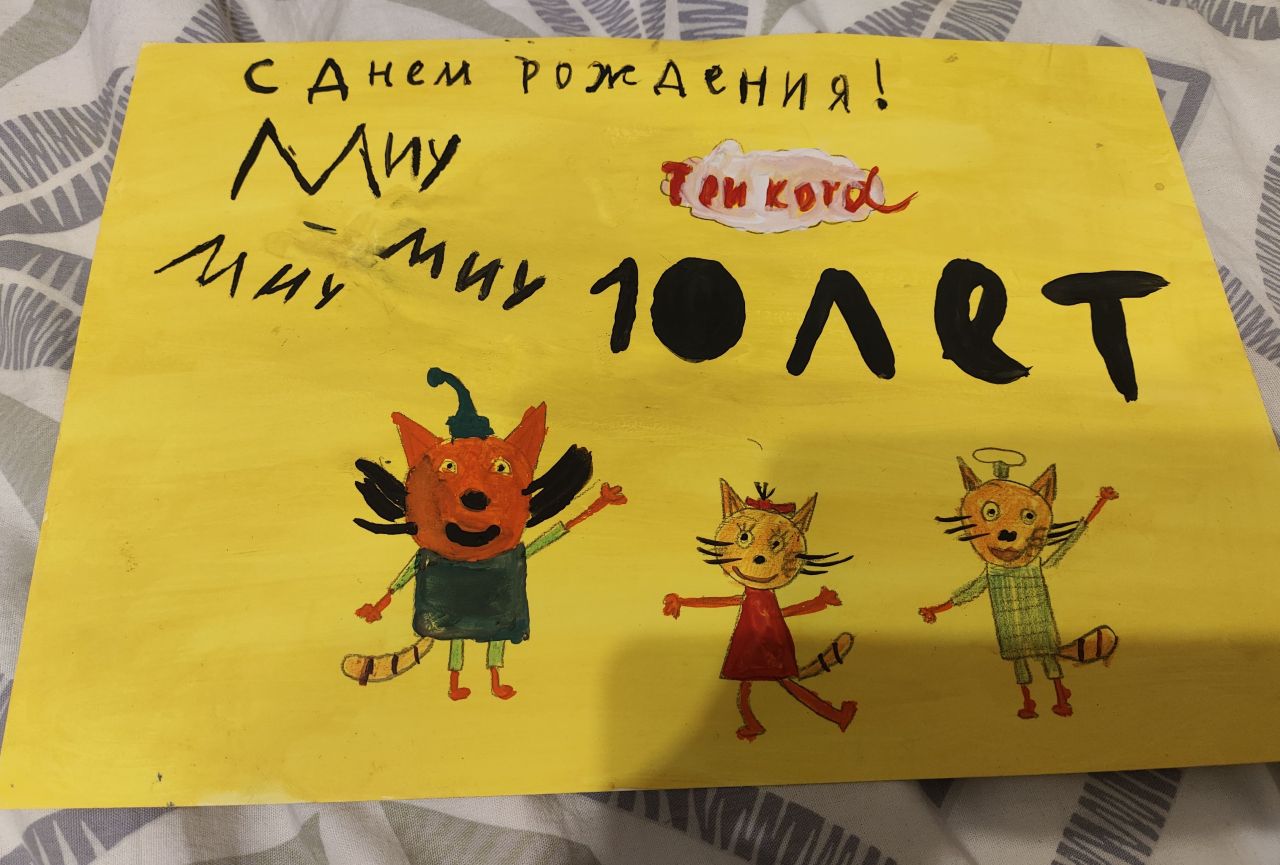 с Днем рождения!
Миу
Три кота
Миу - миу
10 лет